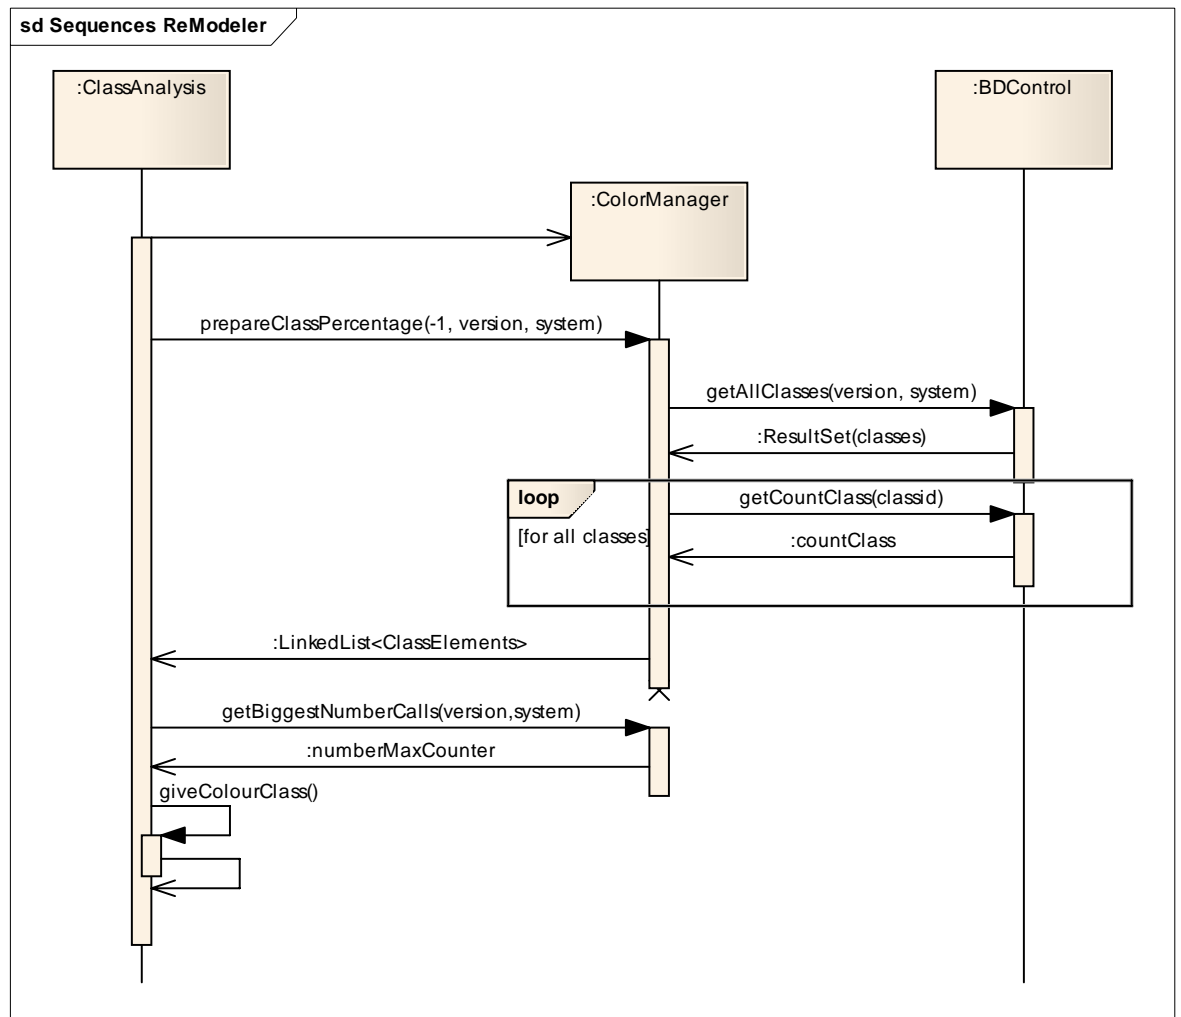 sd Sequences ReModeler
:ClassAnalysis
:BDControl
:ColorManager
prepareClassPercentage(-1, version, system)
getAllClasses(version, system)
:ResultSet(classes)
loop
getCountClass(classid)
[for all classes]
:countClass
:LinkedList<ClassElements>
getBiggestNumberCalls(version,system)
:numberMaxCounter
giveColourClass()